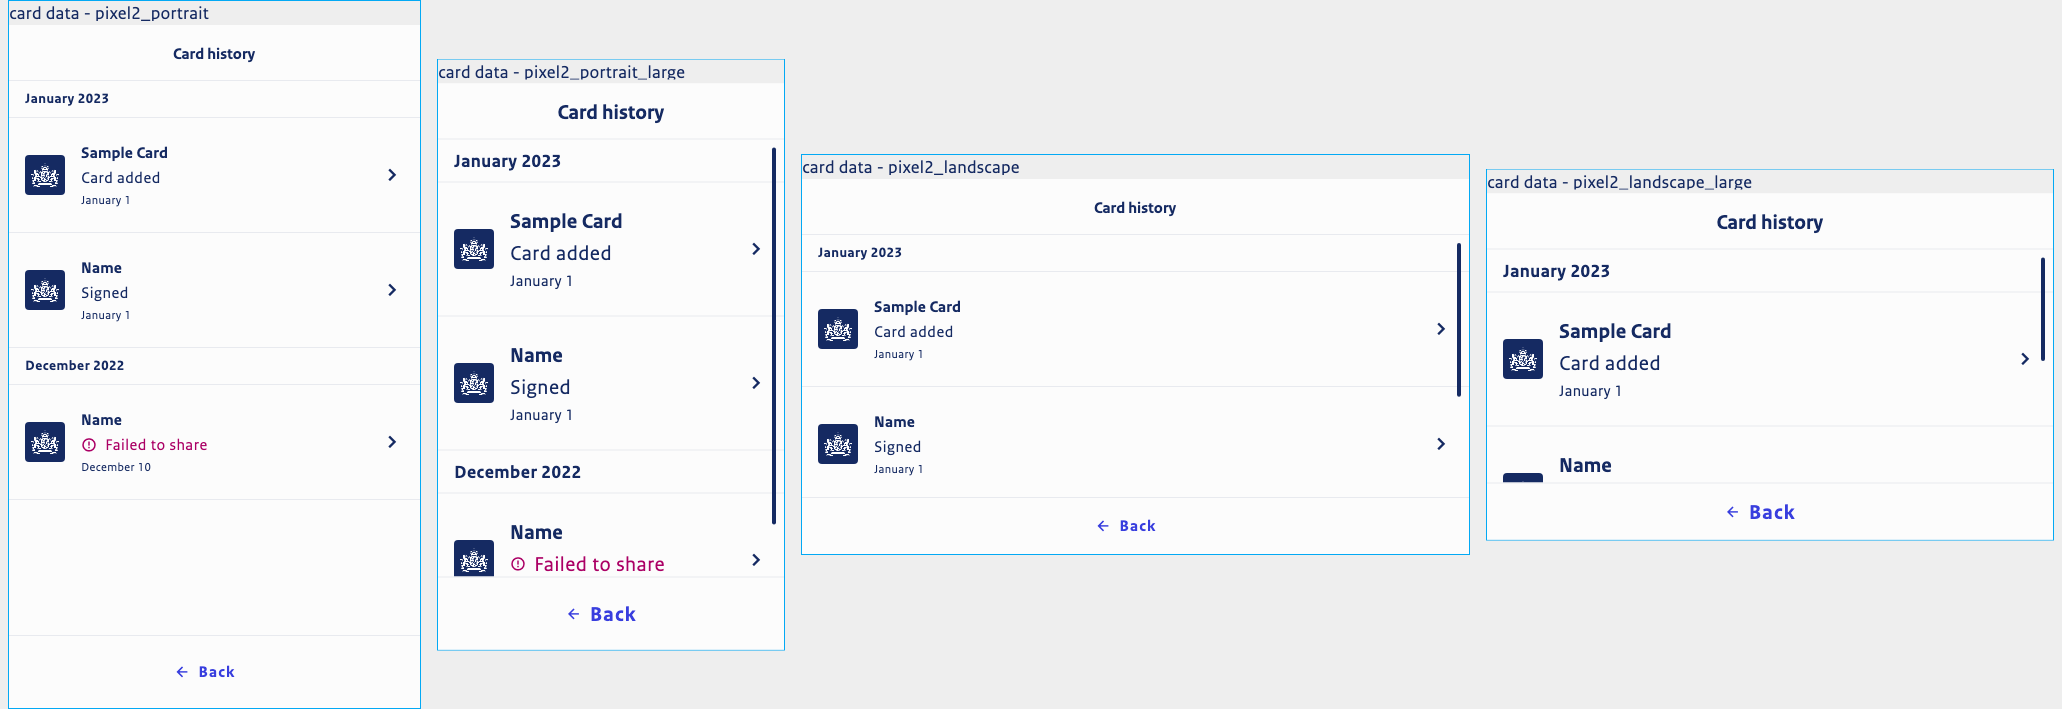 card data - pixel2_portrait
Card history
January 2023
Sample Card
Card added
January 1
Name
Signed
January 1
December 2022
Name
Failed to share
December 10
Back
card data - pixel2_portrait_large
Card history
January 2023
Sample Card
Card added
January 1
Name
Signed
January 1
December 2022
Name
Failed to share
Back
card data - pixel2_landscape
Card history
January 2023
Sample Card
Card added
January 1
Name
Signed
January 1
Back
card data - pixel2_landscape_large
Card history
January 2023
Sample Card
Card added
January 1
Name
Back